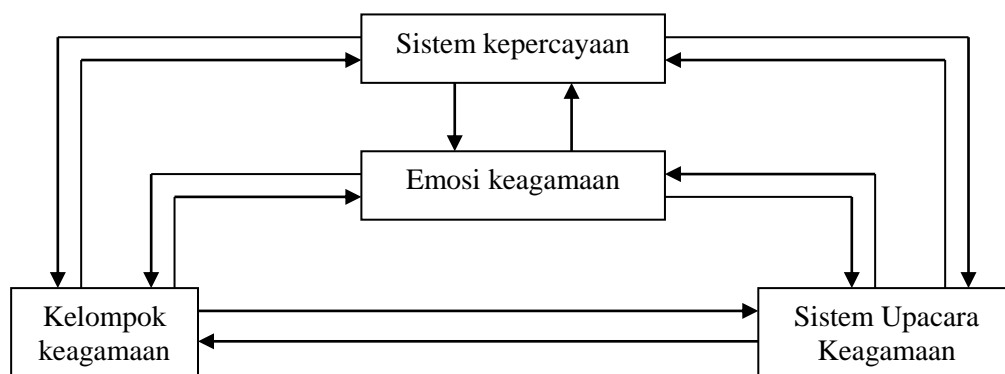 Sistem kepercayaan
Emosi keagamaan
Kelompok
keagamaan
Sistem Upacara
Keagamaan